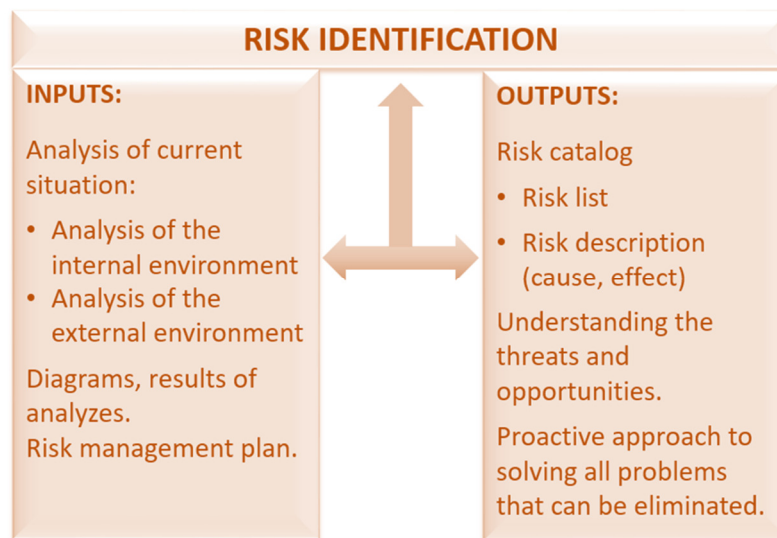 RISK IDENTIFICATION
INPUTS:
Analysis of current
situation:
• Analysis of the
internal environment
• Analysis of the
external environment
Diagrams, results of
analyzes.
Risk management plan.
OUTPUTS:
Risk catalog
• Risk list
• Risk description
(cause, effect)
Understanding the
threats and
opportunities.
Proactive approach to
solving all problems
that can be eliminated.